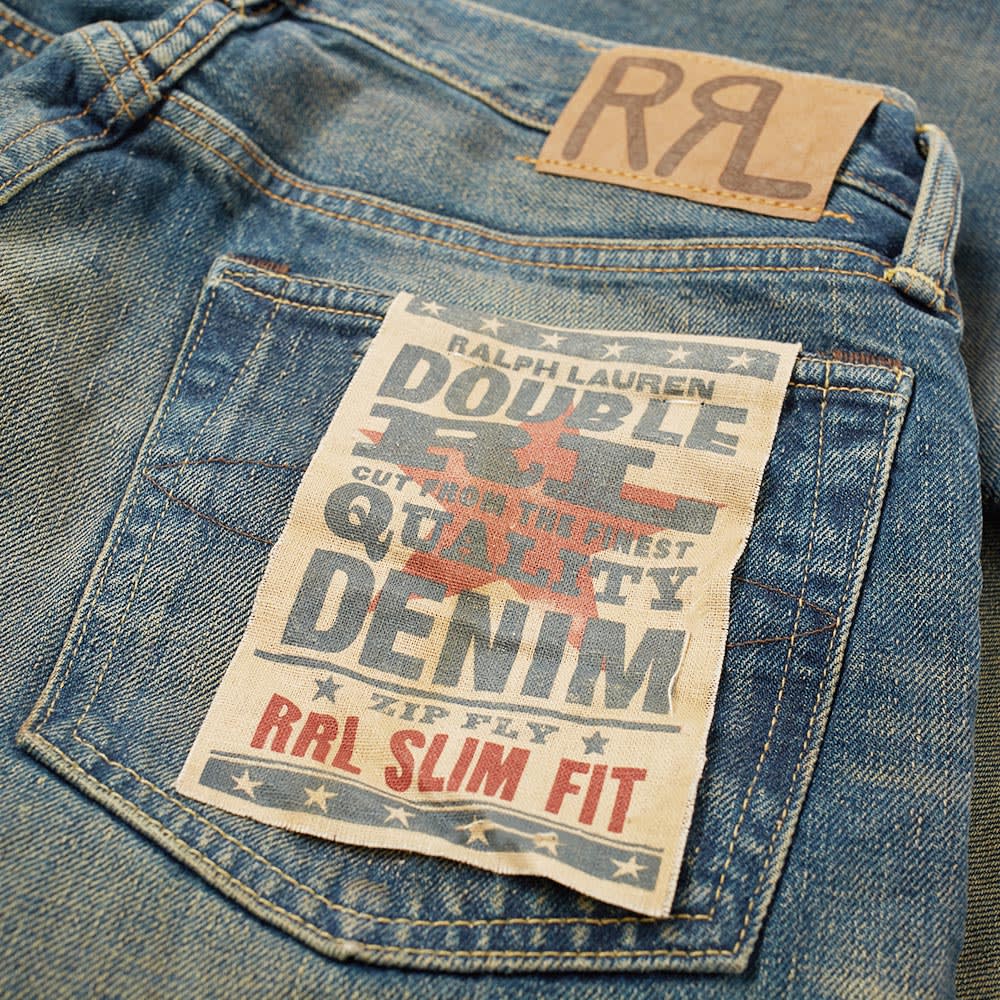 RRL
RALPH LAUREN
DOUBLE
RL
CUT FROM THE FINEST
QUALITY
DENIM
ZIP FLY
RRL SLIM FIT